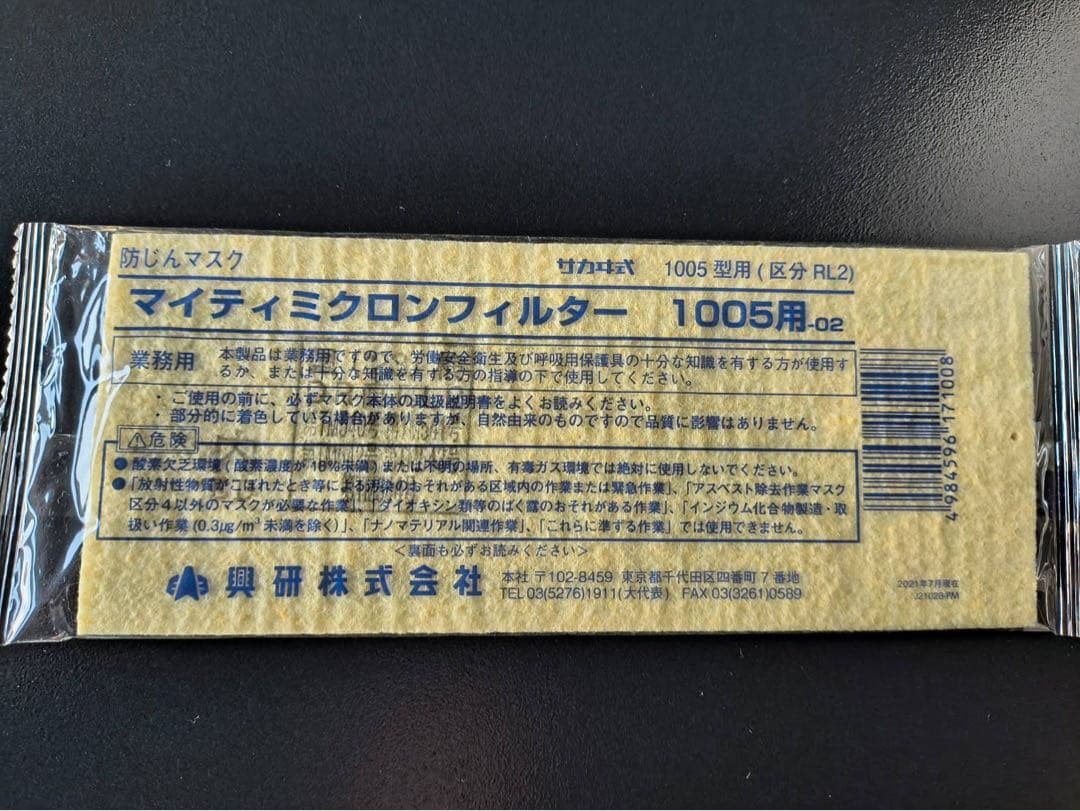 防じんマスク サカヰ式 1005 型用 (区分 RL2)
マイティミクロンフィルター 1005用-02
業務用 本製品は業務用ですので、労働安全衛生及び呼吸用保護具の十分な知識を有する方が使用す
るか、または十分な知識を有する方の指導の下で使用してください。
・ご使用の前に、必ずマスク本体の取扱説明書をよくお読みください。
・部分的に着色している場合がありますが、自然由来のものですので品質に影響はありません。
⚠危険
●酸素欠乏環境(酸素濃度が18%未満)または不明の場所、有毒ガス環境では絶対に使用しないでください。
●「放射性物質がこぼれたとき等による汚染のおそれがある区域内の作業または緊急作業」、「アスベスト除去作業マスク
区分4以外のマスクが必要な作業」、「ダイオキシン類等のばく露のおそれがある作業」、「インジウム化合物製造・取
扱い作業(0.3μg/m³未満を除く)」、「ナノマテリアル関連作業」、「これらに準ずる作業」では使用できません。
<裏面も必ずお読みください>
興研株式会社 本社 〒102-8459 東京都千代田区四番町7番地
TEL 03(5276)1911(大代表) FAX 03(3261)0589
2021年7月現在
J21028-PM
4984596171008